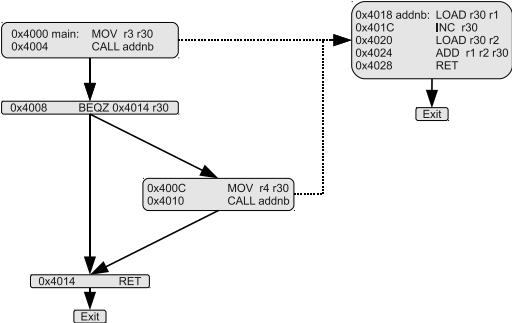 0x4000 main: MOV r3 r30
0x4004 CALL addnb
0x4008 BEQZ 0x4014 r30
0x400C MOV r4 r30
0x4010 CALL addnb
0x4014 RET
Exit
0x4018 addnb: LOAD r30 r1
0x401C INC r30
0x4020 LOAD r30 r2
0x4024 ADD r1 r2 r30
0x4028 RET
Exit